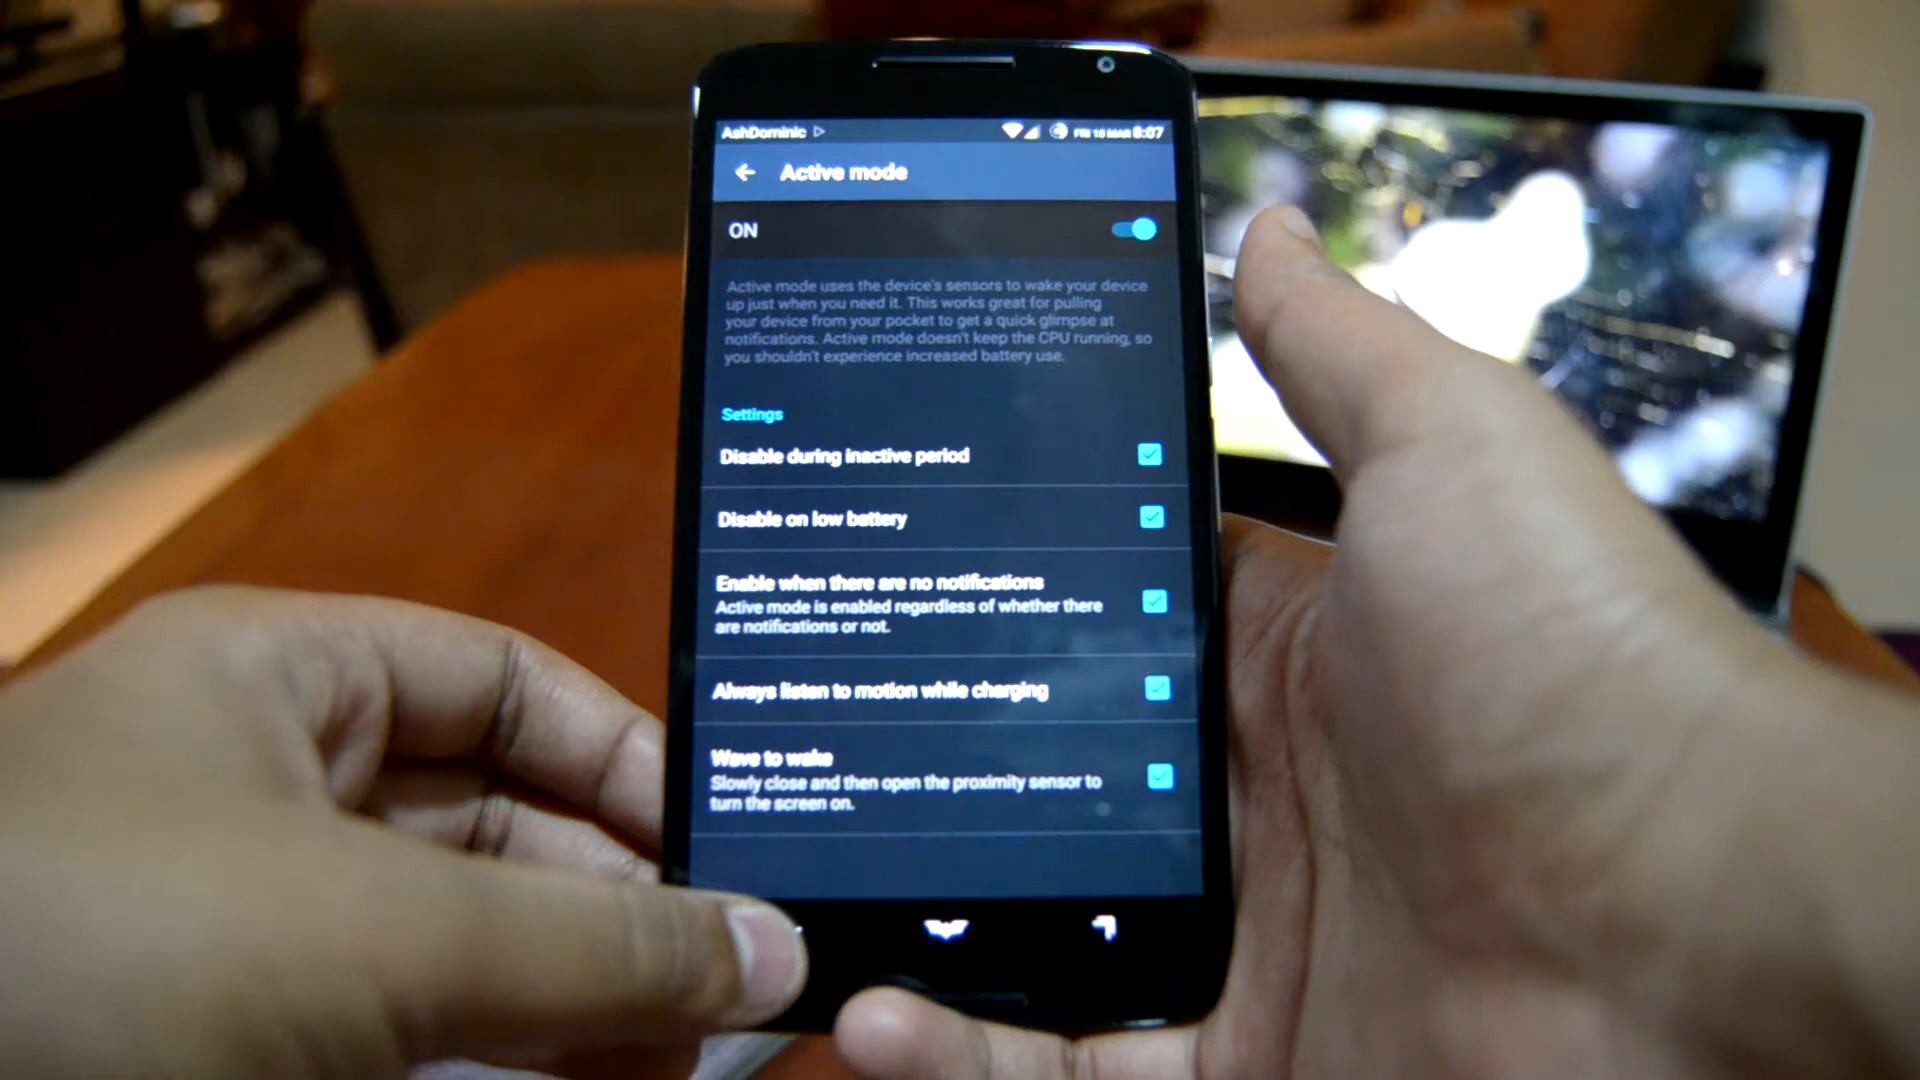 AshDominic
FRI 18 MAR 8:07
Active mode
ON
Active mode uses the device's sensors to wake your device
up just when you need it. This works great for pulling
your device from your pocket to get a quick glimpse at
notifications. Active mode doesn't keep the CPU running, so
you shouldn't experience increased battery use.
Settings
Disable during inactive period
Disable on low battery
Enable when there are no notifications
Active mode is enabled regardless of whether there
are notifications or not.
Always listen to motion while charging
Wave to wake
Slowly close and then open the proximity sensor to
turn the screen on.